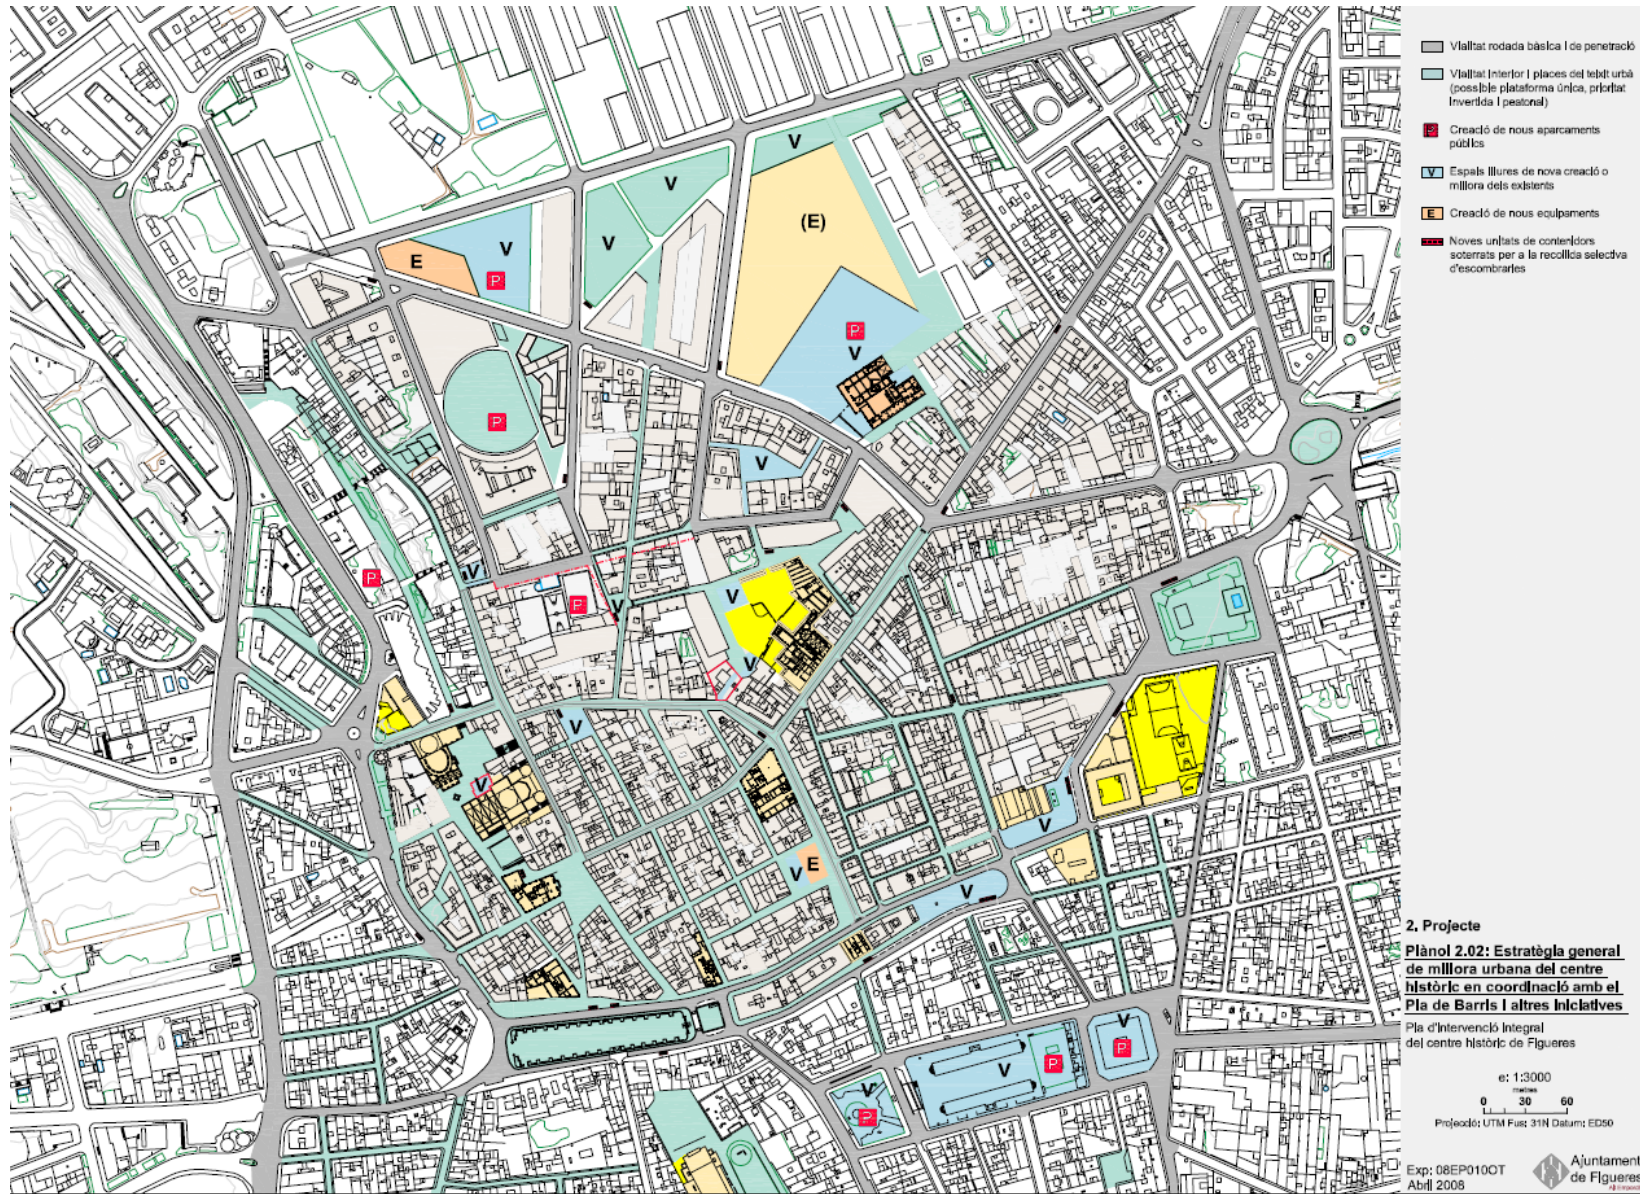 Vialitat rodada bàsica i de penetració
Vialitat interior i places del teixit urbà
(possible plataforma única, prioritat
invertida i peatonal)
P
Creació de nous aparcaments
públics
V
Espais lliures de nova creació o
millora dels existents
E
Creació de nous equipaments
Noves unitats de contenidors
soterrats per a la recollida selectiva
d'escombraries
V
V
V
(E)
V
E
P
P
V
P
V
V
P
P
V
V
V
V
V
V
E
V
V
V
V
P
V
P
V
P
2. Projecte
Plànol 2.02: Estratègia general
de millora urbana del centre
històric en coordinació amb el
Pla de Barris i altres iniciatives
Pla d'Intervenció Integral
del centre històric de Figueres
e: 1:3000
metres
0 30 60
Projecció: UTM Fus: 31N Datum: ED50
Exp: 08EP010OT
Abril 2008
Ajuntament
de Figueres